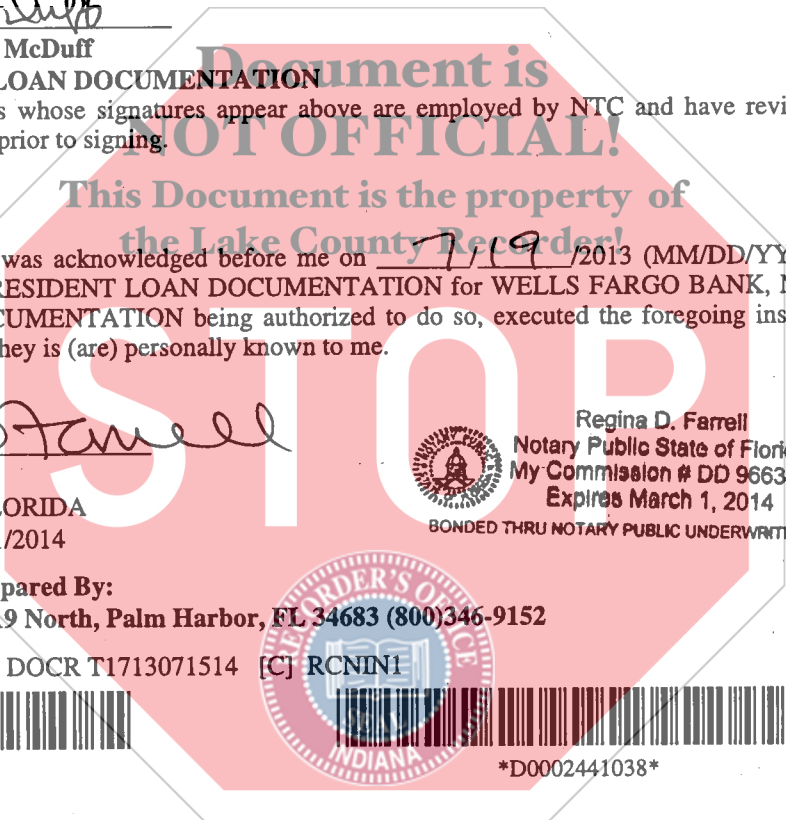 McDuff
LOAN DOCUMENTATION
Document is
s whose signatures appear above are employed by NTC and have revi
NOT OFFICIAL!
prior to signing.
This Document is the property of
the Lake County Recorder!
was acknowledged before me on 7/19/2013 (MM/DD/YY
RESIDENT LOAN DOCUMENTATION for WELLS FARGO BANK, N
CUMENTATION being authorized to do so, executed the foregoing ins
hey is (are) personally known to me.
STOP
Regina D. Farrell
Notary Public State of Flori
My Commission # DD 9663
Expires March 1, 2014
BONDED THRU NOTARY PUBLIC UNDERWRIT
LORIDA
/2014
pared By:
19 North, Palm Harbor, FL 34683 (800)346-9152
DOCR T1713071514 [C] RCNIN1
RECORDER'S OFFICE
SEAL
INDIANA
*D0002441038*